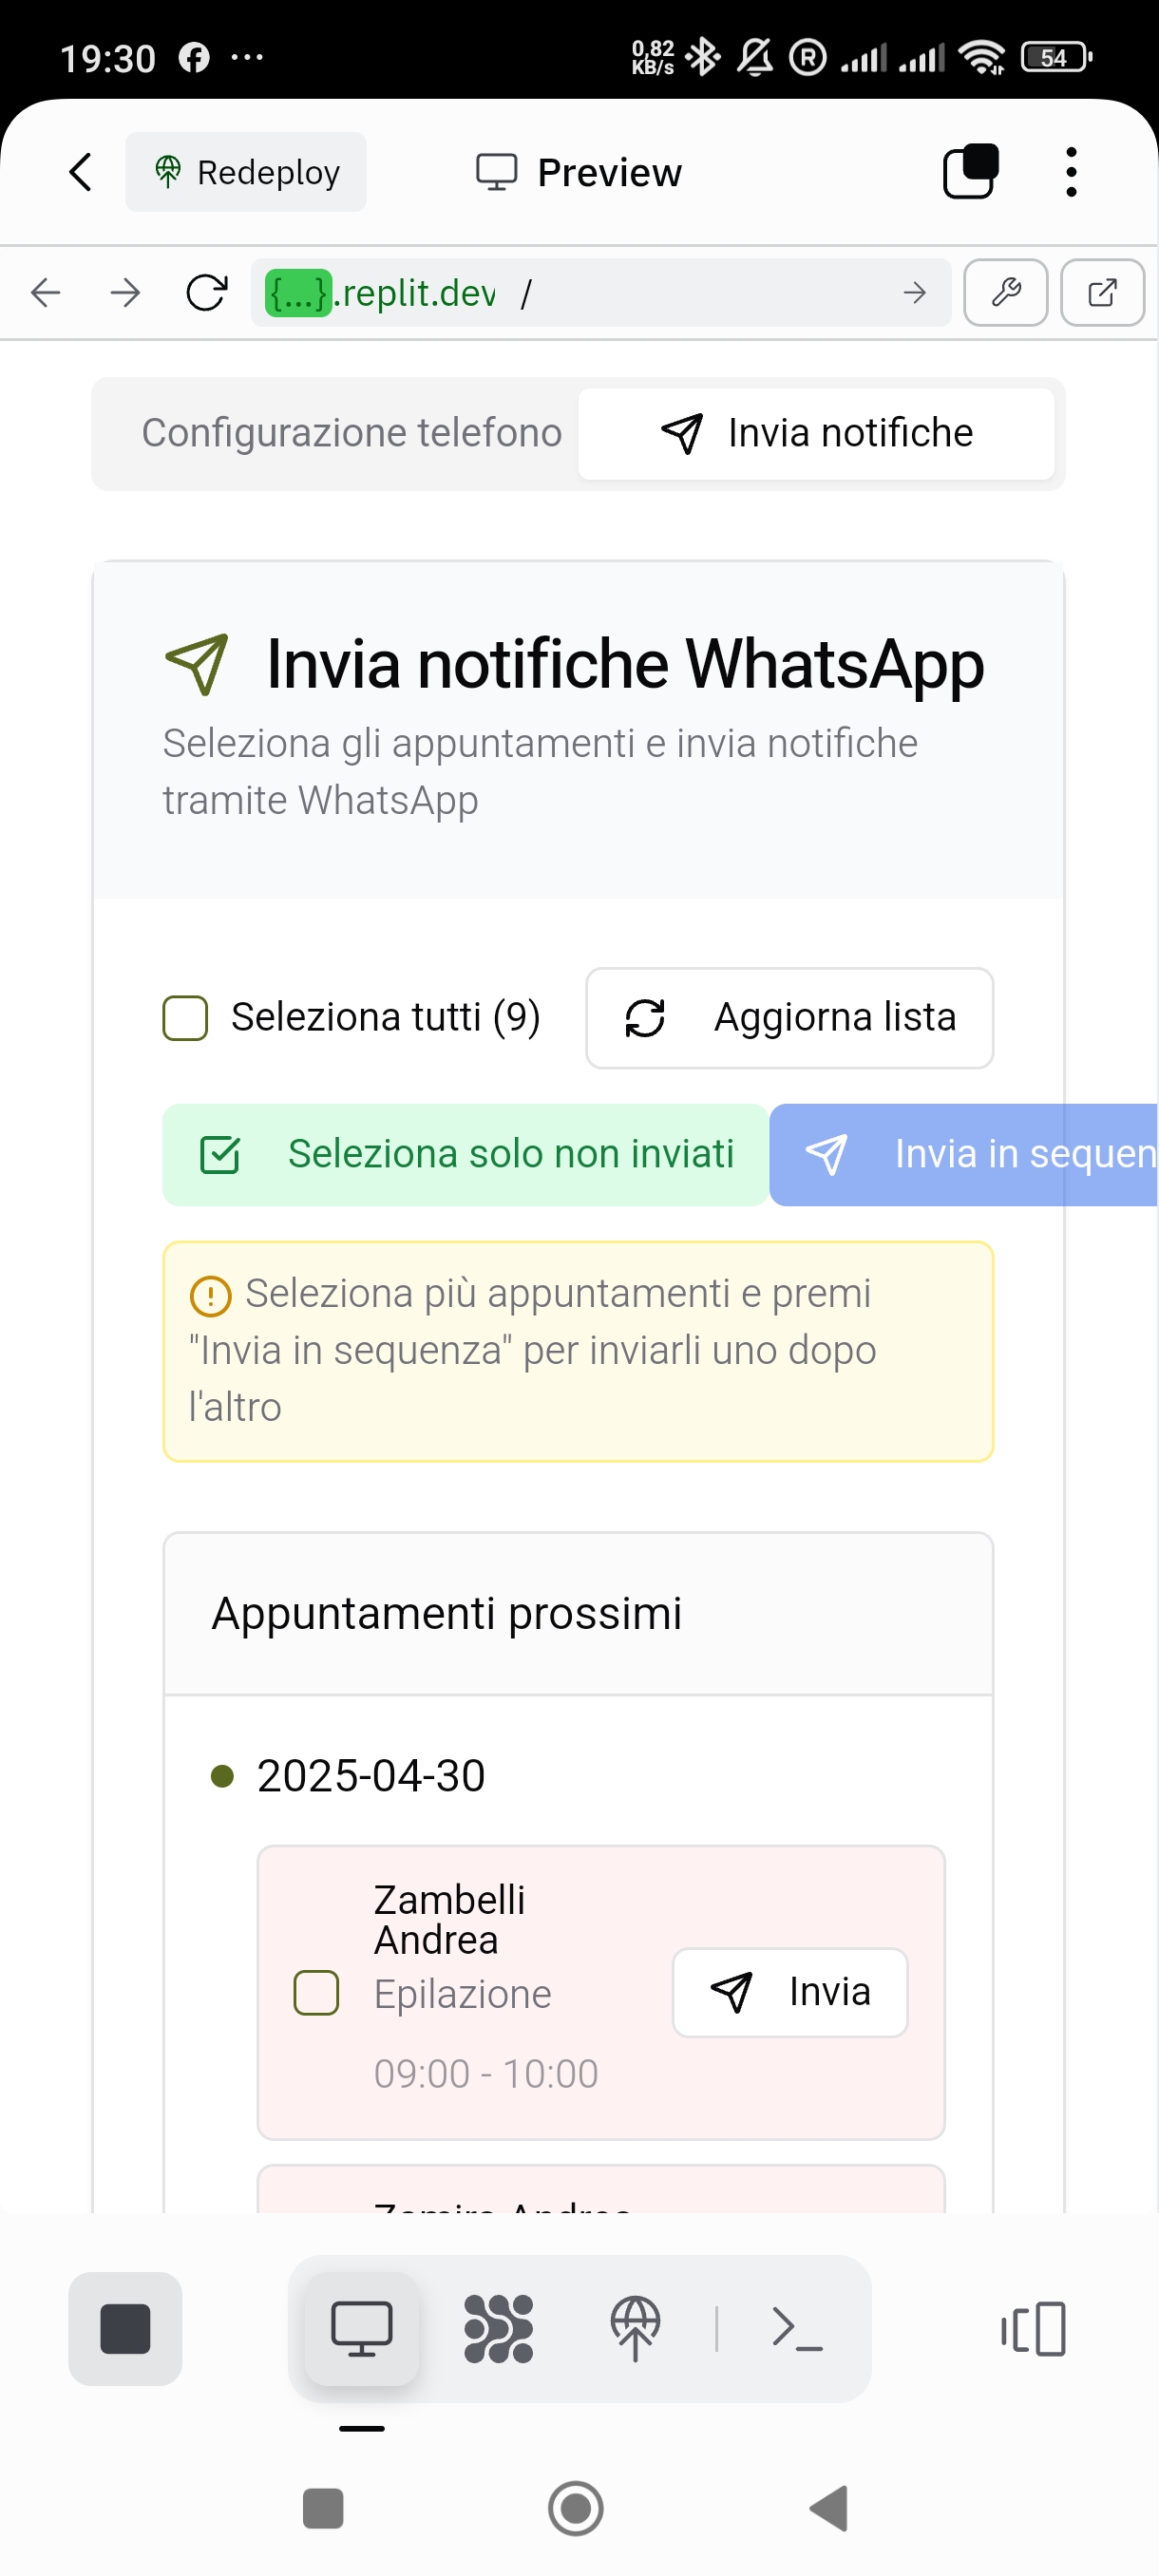 19:30
0,82
KB/s
54
Redeploy
Preview
{...}.replit.dev /
Configurazione telefono
Invia notifiche
Invia notifiche WhatsApp
Seleziona gli appuntamenti e invia notifiche
tramite WhatsApp
Seleziona tutti (9)
Aggiorna lista
Seleziona solo non inviati
Invia in sequen
Seleziona più appuntamenti e premi
"Invia in sequenza" per inviarli uno dopo
l'altro
Appuntamenti prossimi
2025-04-30
Zambelli
Andrea
Epilazione
Invia
09:00 - 10:00